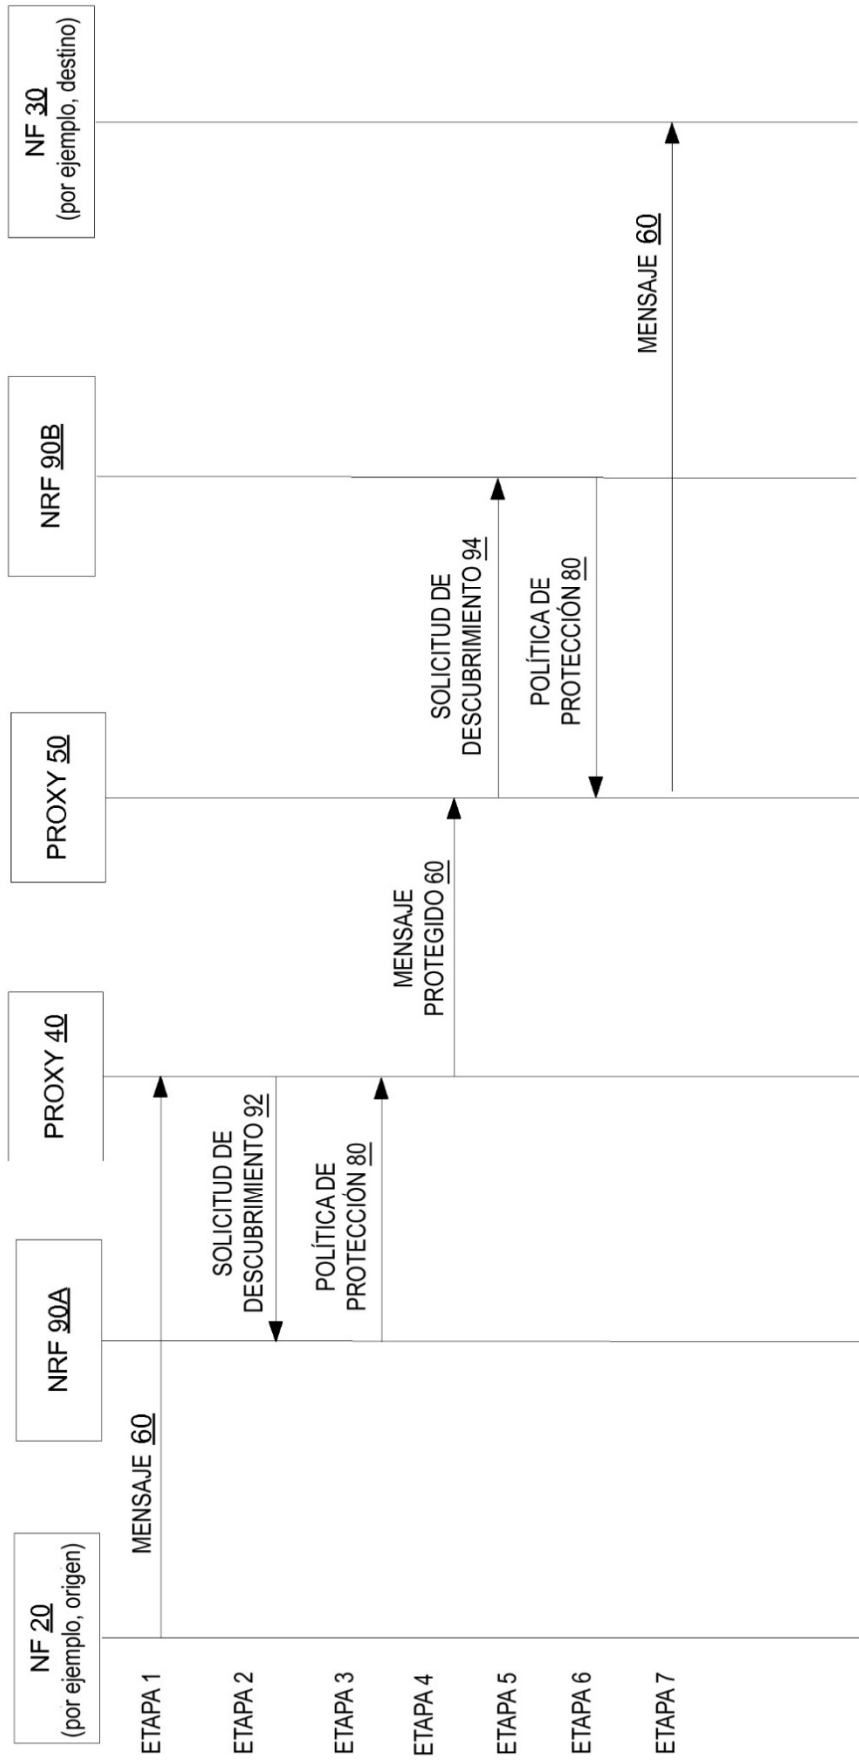 NF 20
(por ejemplo, origen)
NRF 90A
PROXY 40
PROXY 50
NRF 90B
NF 30
(por ejemplo, destino)
ETAPA 1
MENSAJE 60
ETAPA 2
SOLICITUD DE
DESCUBRIMIENTO 92
ETAPA 3
POLÍTICA DE
PROTECCIÓN 80
ETAPA 4
MENSAJE
PROTEGIDO 60
ETAPA 5
SOLICITUD DE
DESCUBRIMIENTO 94
ETAPA 6
POLÍTICA DE
PROTECCIÓN 80
ETAPA 7
MENSAJE 60